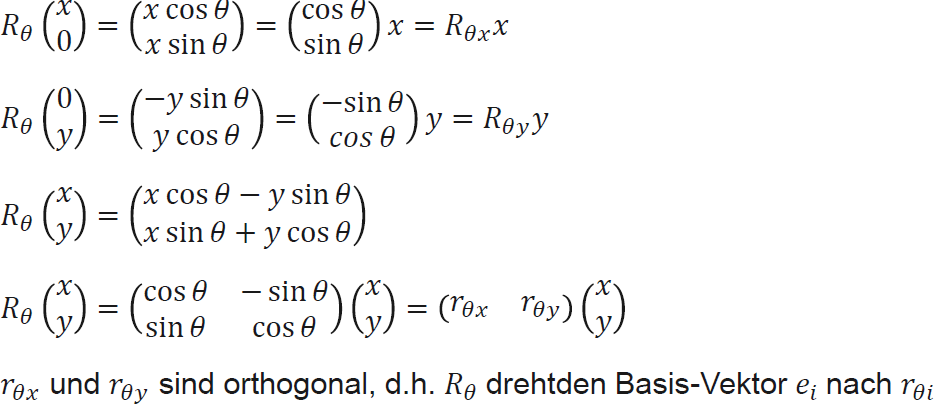 R_θ (x 0) = (x cos θ x sin θ) = (cos θ sin θ) x = R_θx x
R_θ (0 y) = (−y sin θ y cos θ) = (−sin θ cos θ) y = R_θy y
R_θ (x y) = (x cos θ − y sin θ x sin θ + y cos θ)
R_θ (x y) = (cos θ − sin θ sin θ cos θ) (x y) = (r_θx r_θy) (x y)
r_θx und r_θy sind orthogonal, d.h. R_θ drehtden Basis-Vektor e_i nach r_θi